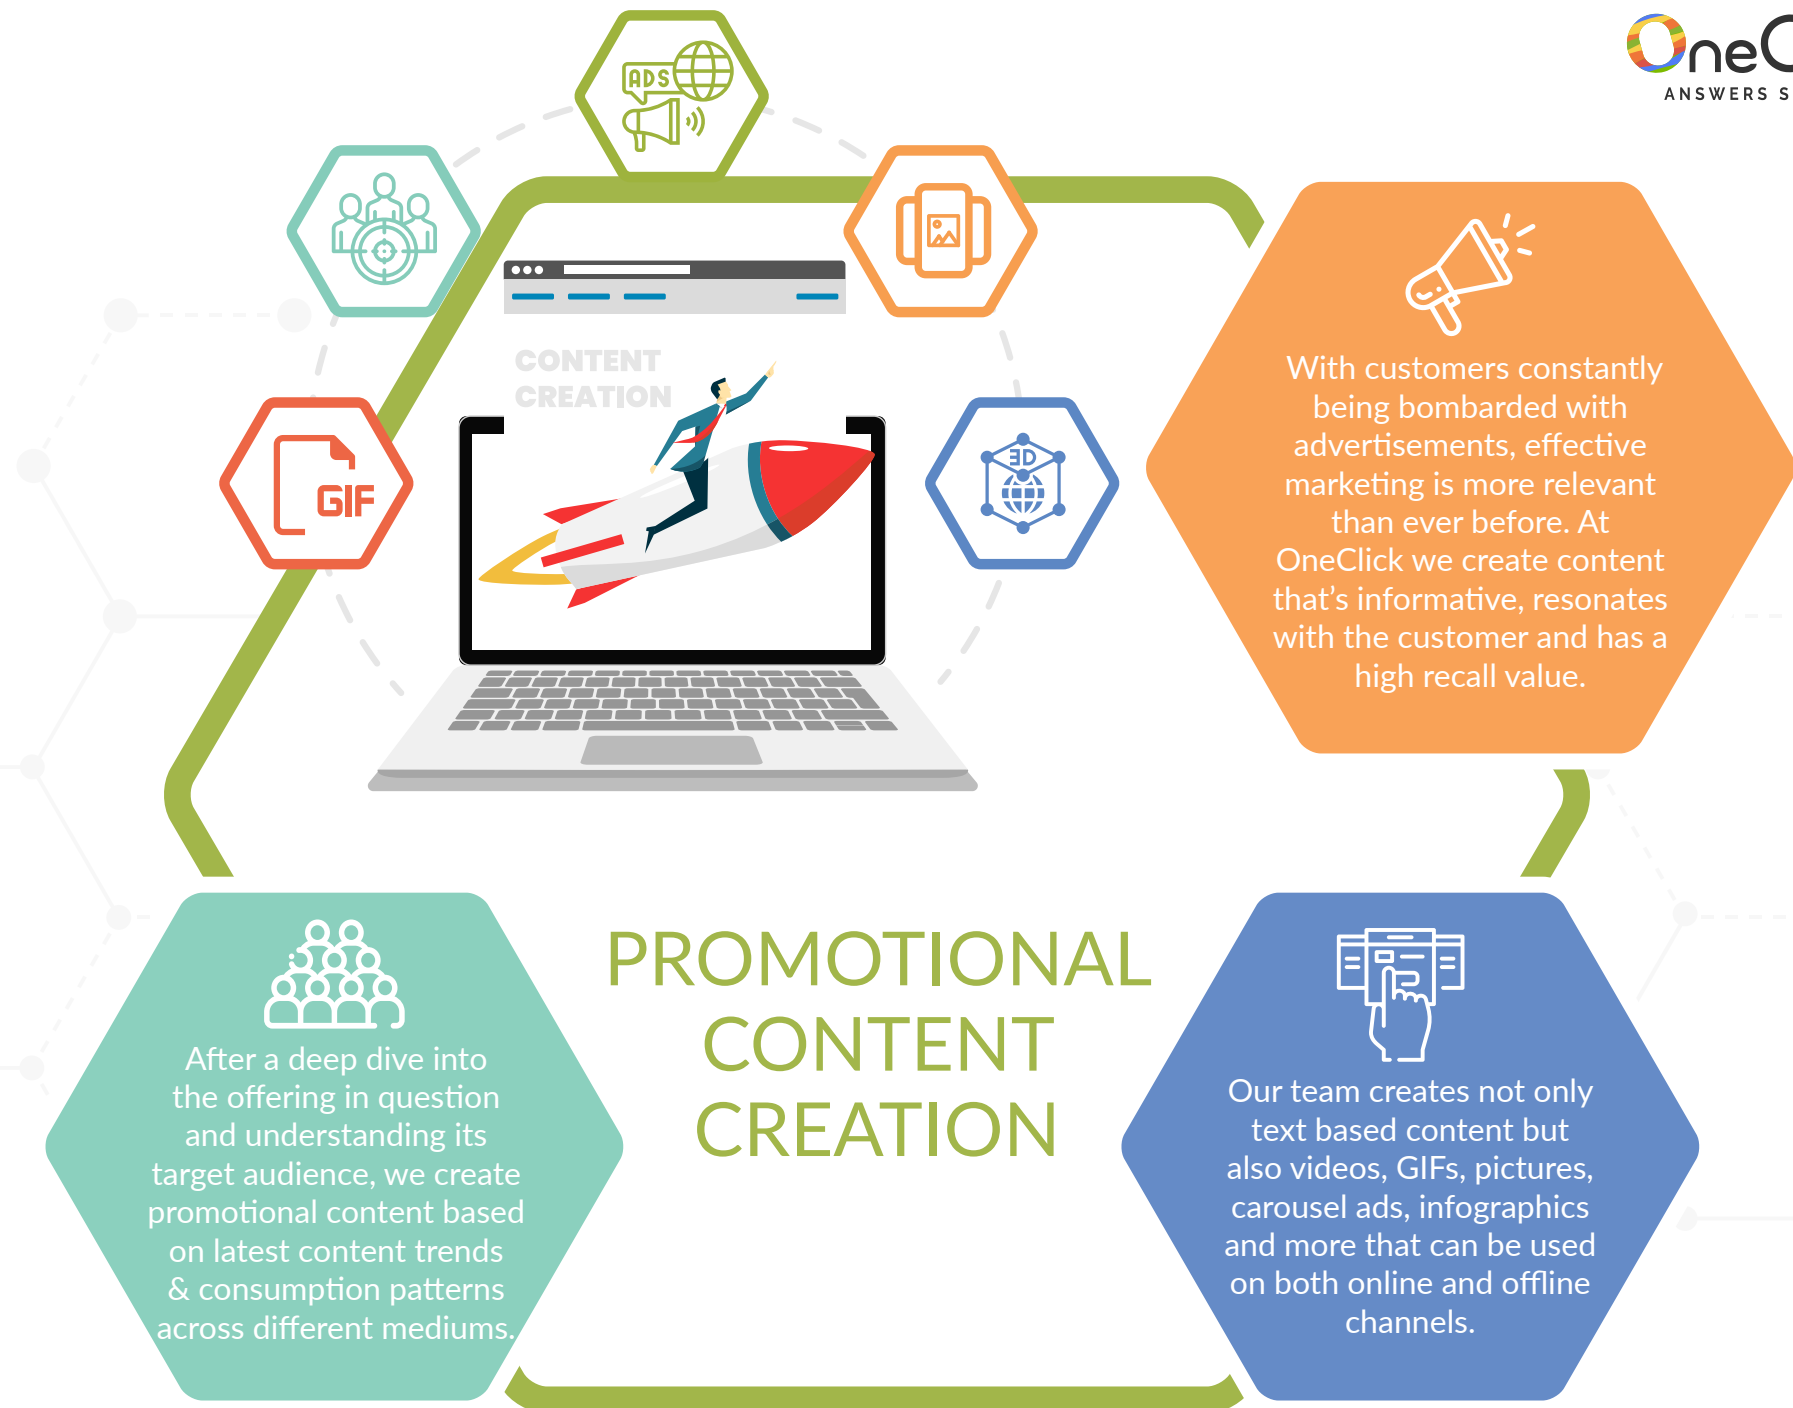 OneC
ANSWERS S
ADS
CONTENT
CREATION
GIF
3D
With customers constantly
being bombarded with
advertisements, effective
marketing is more relevant
than ever before. At
OneClick we create content
that’s informative, resonates
with the customer and has a
high recall value.
PROMOTIONAL
CONTENT
CREATION
After a deep dive into
the offering in question
and understanding its
target audience, we create
promotional content based
on latest content trends
& consumption patterns
across different mediums.
Our team creates not only
text based content but
also videos, GIFs, pictures,
carousel ads, infographics
and more that can be used
on both online and offline
channels.